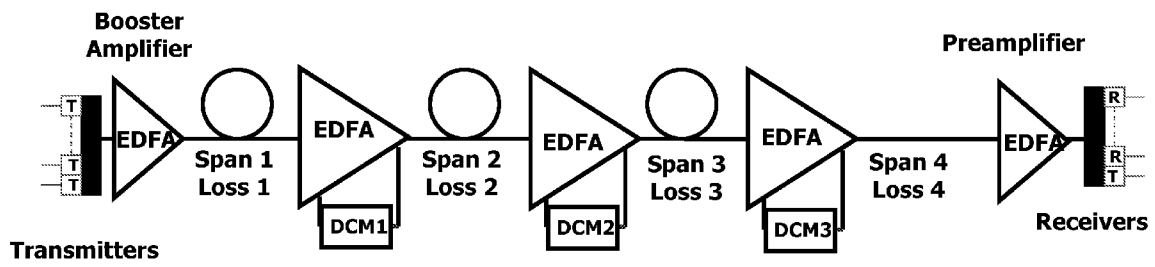 Booster
Amplifier
Preamplifier
T
T
T
EDFA
EDFA
EDFA
EDFA
EDFA
R
R
T
Span 1
Loss 1
Span 2
Loss 2
Span 3
Loss 3
Span 4
Loss 4
DCM1
DCM2
DCM3
Transmitters
Receivers